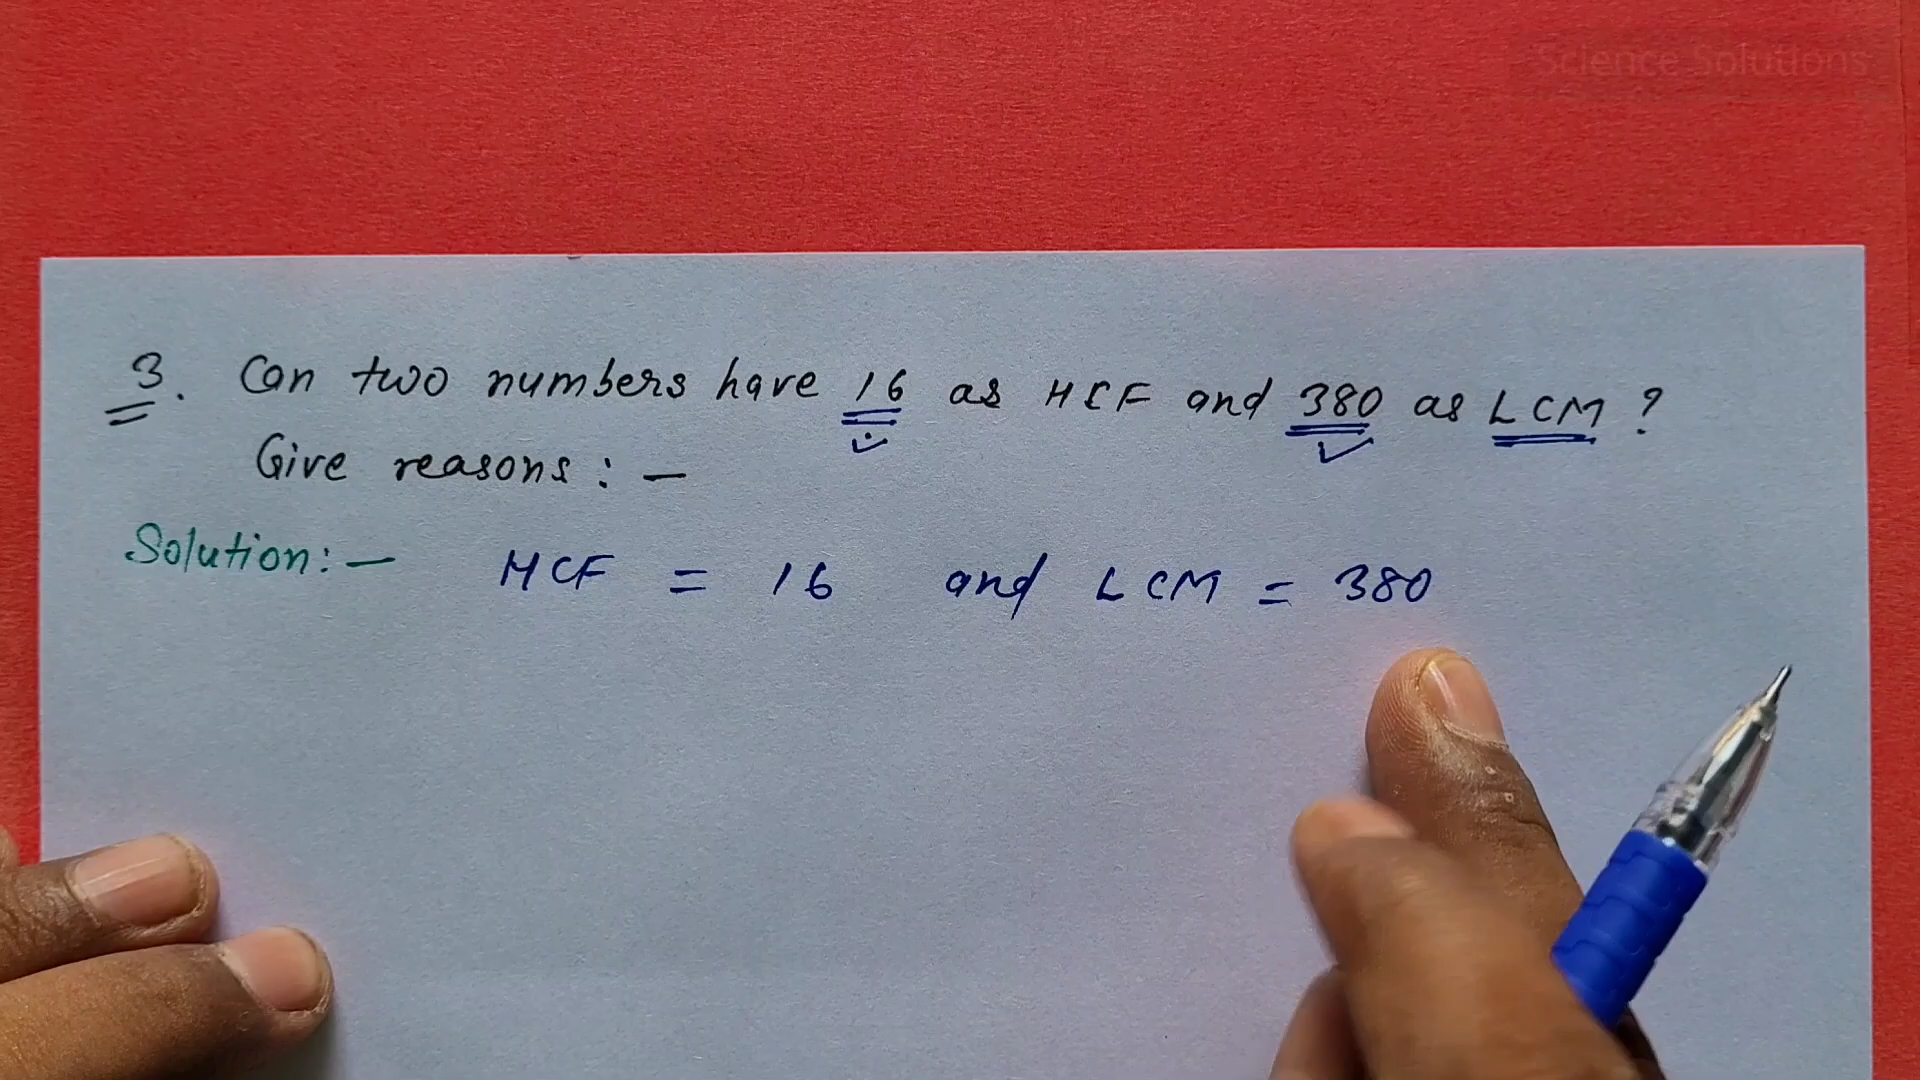 Science Solutions
3. Can two numbers have 16 as HCF and 380 as LCM?
Give reasons : —
Solution : — HCF = 16 and LCM = 380